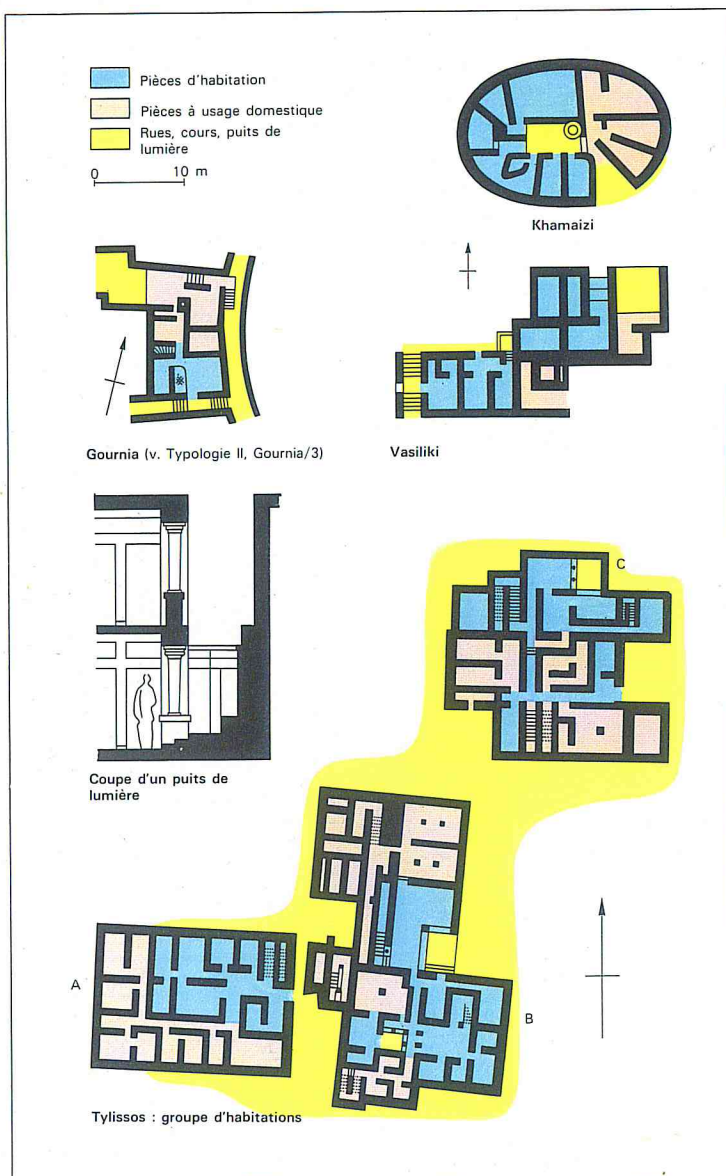 Pièces d'habitation
Pièces à usage domestique
Rues, cours, puits de
lumière
0 10 m
Khamaizi
Gournia (v. Typologie II, Gournia/3)
Vasiliki
Coupe d'un puits de
lumière
C
A
B
Tylissos : groupe d'habitations